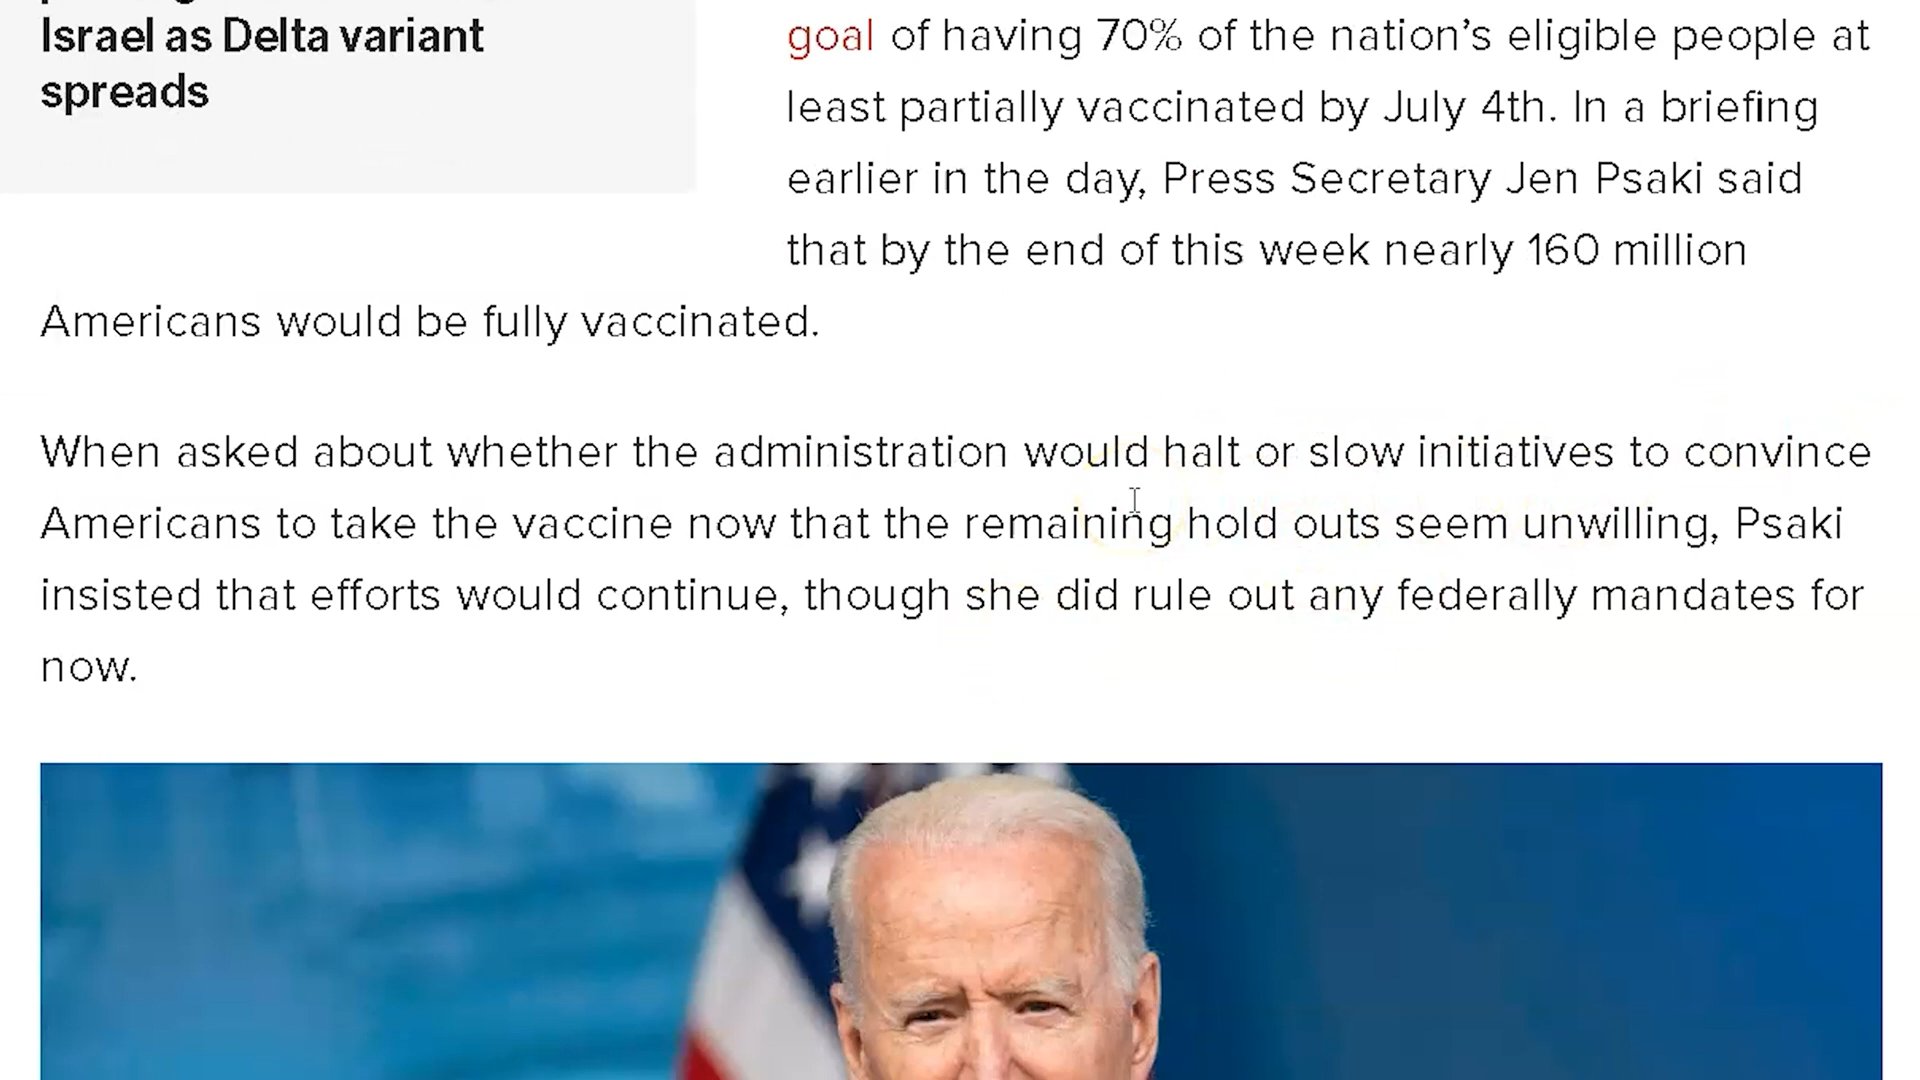 Israel as Delta variant
spreads
goal of having 70% of the nation’s eligible people at
least partially vaccinated by July 4th. In a briefing
earlier in the day, Press Secretary Jen Psaki said
that by the end of this week nearly 160 million
Americans would be fully vaccinated.
When asked about whether the administration would halt or slow initiatives to convince
Americans to take the vaccine now that the remaining hold outs seem unwilling, Psaki
insisted that efforts would continue, though she did rule out any federally mandates for
now.